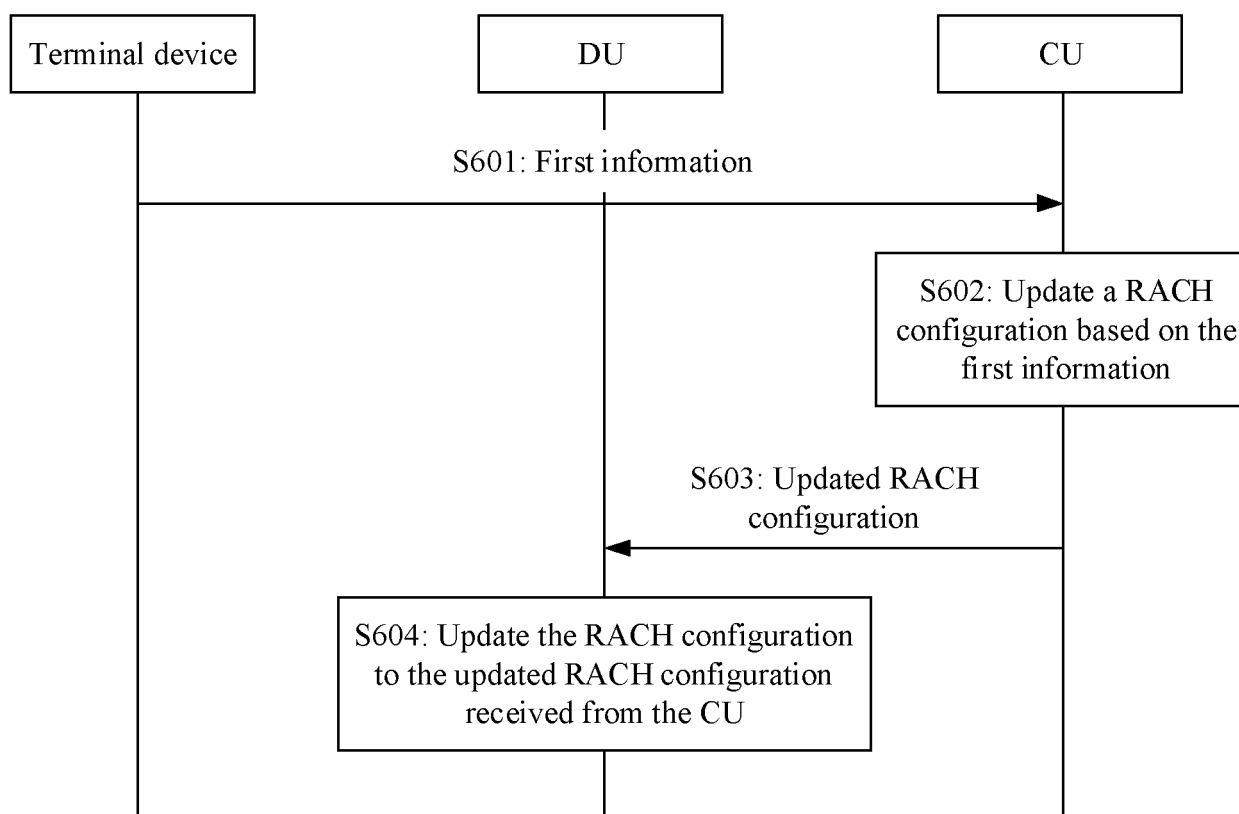 Terminal device
DU
CU
S601: First information
S602: Update a RACH
configuration based on the
first information
S603: Updated RACH
configuration
S604: Update the RACH configuration
to the updated RACH configuration
received from the CU